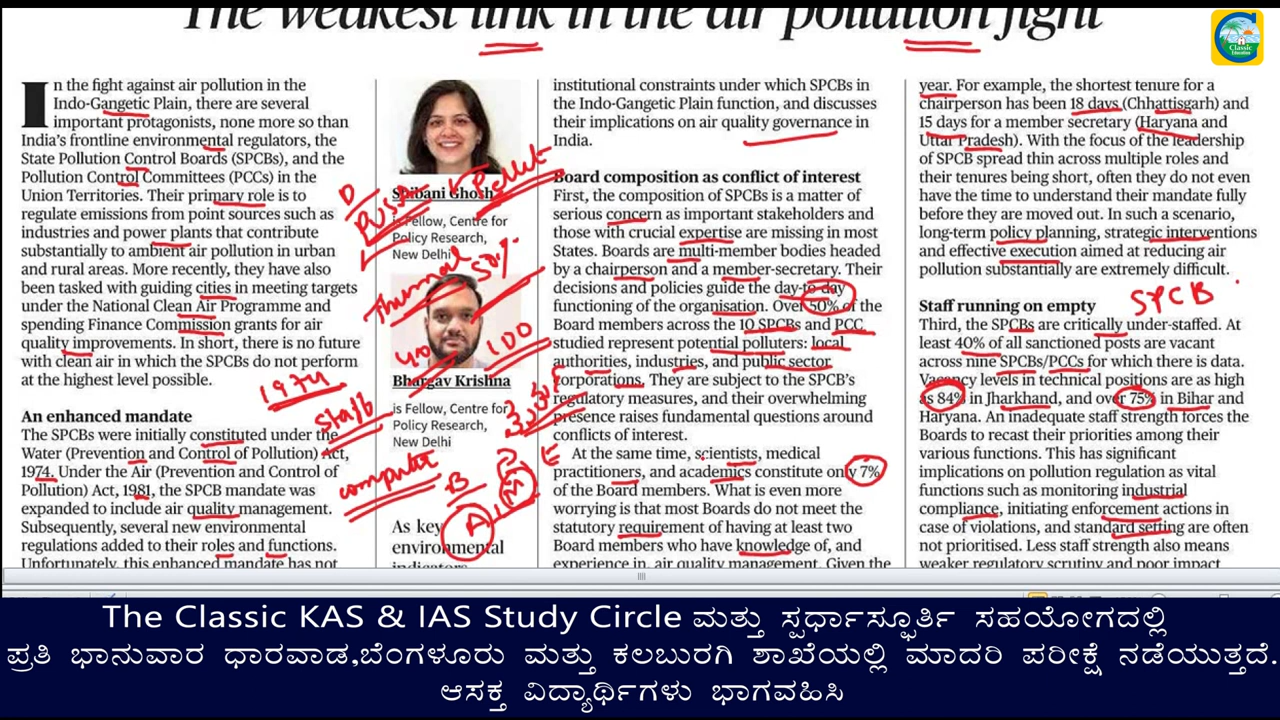 The weakest link in the air pollution fight
Classic
Education
In the fight against air pollution in the
Indo-Gangetic Plain, there are several
important protagonists, none more so than
India's frontline environmental regulators, the
State Pollution Control Boards (SPCBs), and the
Pollution Control Committees (PCCs) in the
Union Territories. Their primary role is to
regulate emissions from point sources such as
industries and power plants that contribute
substantially to ambient air pollution in urban
and rural areas. More recently, they have also
been tasked with guiding cities in meeting targets
under the National Clean Air Programme and
spending Finance Commission grants for air
quality improvements. In short, there is no future
with clean air in which the SPCBs do not perform
at the highest level possible.
1974
An enhanced mandate
The SPCBs were initially constituted under the
Water (Prevention and Control of Pollution) Act,
1974. Under the Air (Prevention and Control of
Pollution) Act, 1981, the SPCB mandate was
expanded to include air quality management.
Subsequently, several new environmental
regulations added to their roles and functions.
Unfortunately, this enhanced mandate has not
Shibani Ghosh
is Fellow, Centre for
Policy Research,
New Delhi
Thermal
50%
40
100
Bhargav Krishna
is Fellow, Centre for
Policy Research,
New Delhi
Staff
computer
B
A
M
E
As key
environmental
indicators
institutional constraints under which SPCBs in
the Indo-Gangetic Plain function, and discusses
their implications on air quality governance in
India.
Board composition as conflict of interest
First, the composition of SPCBs is a matter of
serious concern as important stakeholders and
those with crucial expertise are missing in most
States. Boards are multi-member bodies headed
by a chairperson and a member-secretary. Their
decisions and policies guide the day-to-day
functioning of the organisation. Over 50% of the
Board members across the 10 SPCBs and PCC
studied represent potential polluters: local
authorities, industries, and public sector
corporations. They are subject to the SPCB's
regulatory measures, and their overwhelming
presence raises fundamental questions around
conflicts of interest.
At the same time, scientists, medical
practitioners, and academics constitute only 7%
of the Board members. What is even more
worrying is that most Boards do not meet the
statutory requirement of having at least two
Board members who have knowledge of, and
experience in, air quality management. Given the
year. For example, the shortest tenure for a
chairperson has been 18 days (Chhattisgarh) and
15 days for a member secretary (Haryana and
Uttar Pradesh). With the focus of the leadership
of SPCB spread thin across multiple roles and
their tenures being short, often they do not even
have the time to understand their mandate fully
before they are moved out. In such a scenario,
long-term policy planning, strategic interventions
and effective execution aimed at reducing air
pollution substantially are extremely difficult.
SPCB
Staff running on empty
Third, the SPCBs are critically under-staffed. At
least 40% of all sanctioned posts are vacant
across nine SPCBs/PCCs for which there is data.
Vacancy levels in technical positions are as high
as 84% in Jharkhand, and over 75% in Bihar and
Haryana. An inadequate staff strength forces the
Boards to recast their priorities among their
various functions. This has significant
implications on pollution regulation as vital
functions such as monitoring industrial
compliance, initiating enforcement actions in
case of violations, and standard setting are often
not prioritised. Less staff strength also means
weaker regulatory scrutiny and poor impact
The Classic KAS & IAS Study Circle ಮತ್ತು ಸ್ಪರ್ಧಾಸ್ಫೂರ್ತಿ ಸಹಯೋಗದಲ್ಲಿ
ಪ್ರತಿ ಭಾನುವಾರ ಧಾರವಾಡ,ಬೆಂಗಳೂರು ಮತ್ತು ಕಲಬುರಗಿ ಶಾಖೆಯಲ್ಲಿ ಮಾದರಿ ಪರೀಕ್ಷೆ ನಡೆಯುತ್ತದೆ.
ಆಸಕ್ತ ವಿದ್ಯಾರ್ಥಿಗಳು ಭಾಗವಹಿಸಿ